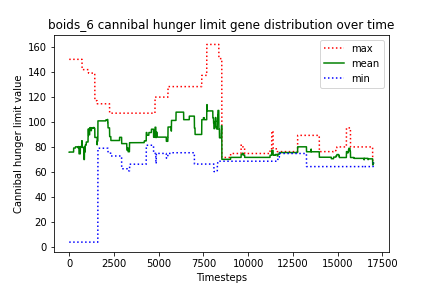 boids_6 cannibal hunger limit gene distribution over time
Cannibal hunger limit value
160
140
120
100
80
60
40
20
0
max
mean
min
0
2500
5000
7500
10000
12500
15000
17500
Timesteps